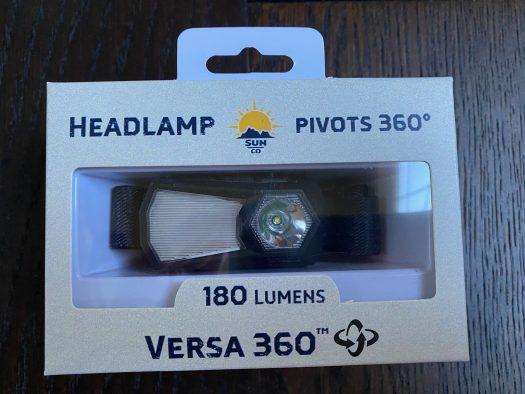 HEADLAMP
SUN
CO
PIVOTS 360°
180 LUMENS
VERSA 360™